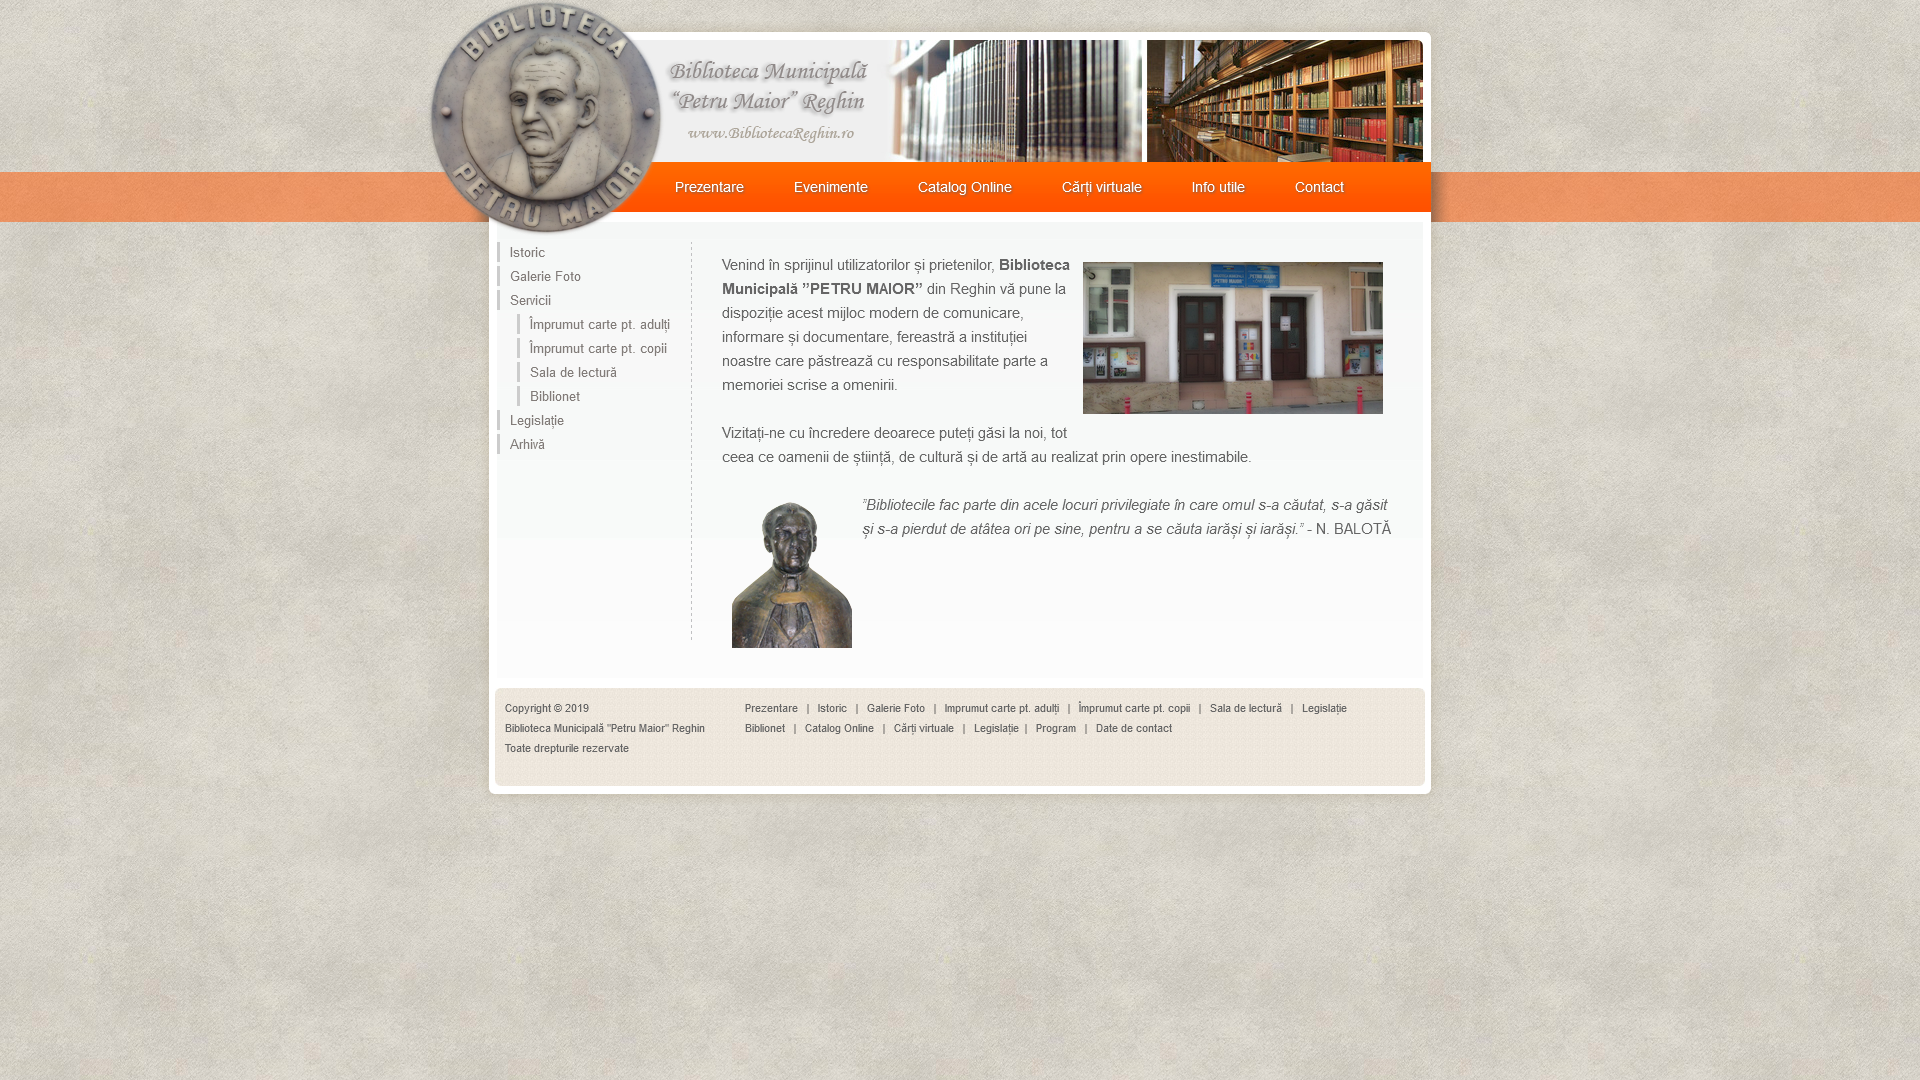 BIBLIOTECA
PETRU MAIOR
Biblioteca Municipală
“Petru Maior” Reghin
www.BibliotecaReghin.ro
Prezentare Evenimente Catalog Online Cărți virtuale Info utile Contact
Istoric
Galerie Foto
Servicii
Împrumut carte pt. adulți
Împrumut carte pt. copii
Sala de lectură
Biblionet
Legislație
Arhivă
Venind în sprijinul utilizatorilor și prietenilor, Biblioteca
Municipală ”PETRU MAIOR” din Reghin vă pune la
dispoziție acest mijloc modern de comunicare,
informare și documentare, fereastră a instituției
noastre care păstrează cu responsabilitate parte a
memoriei scrise a omenirii.
Vizitați-ne cu încredere deoarece puteți găsi la noi, tot
ceea ce oamenii de știință, de cultură și de artă au realizat prin opere inestimabile.
”Bibliotecile fac parte din acele locuri privilegiate în care omul s-a căutat, s-a găsit
și s-a pierdut de atâtea ori pe sine, pentru a se căuta iarăși și iarăși.” - N. BALOTĂ
Copyright © 2019
Biblioteca Municipală "Petru Maior" Reghin
Toate drepturile rezervate
Prezentare | Istoric | Galerie Foto | Imprumut carte pt. adulți | Împrumut carte pt. copii | Sala de lectură | Legislație
Biblionet | Catalog Online | Cărți virtuale | Legislație | Program | Date de contact